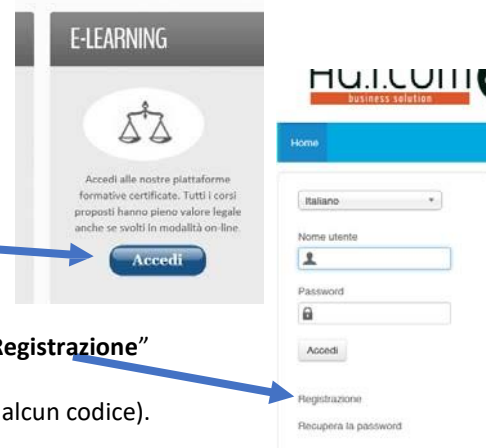 E-LEARNING
Accedi alle nostre piattaforme
formative certificate. Tutti i corsi
proposti hanno pieno valore legale
anche se svolti in modalità on-line.
Accedi
business solution
Home
Italiano
Nome utente
Password
Accedi
Registrazione
Recupera la password
Registrazione”
alcun codice).